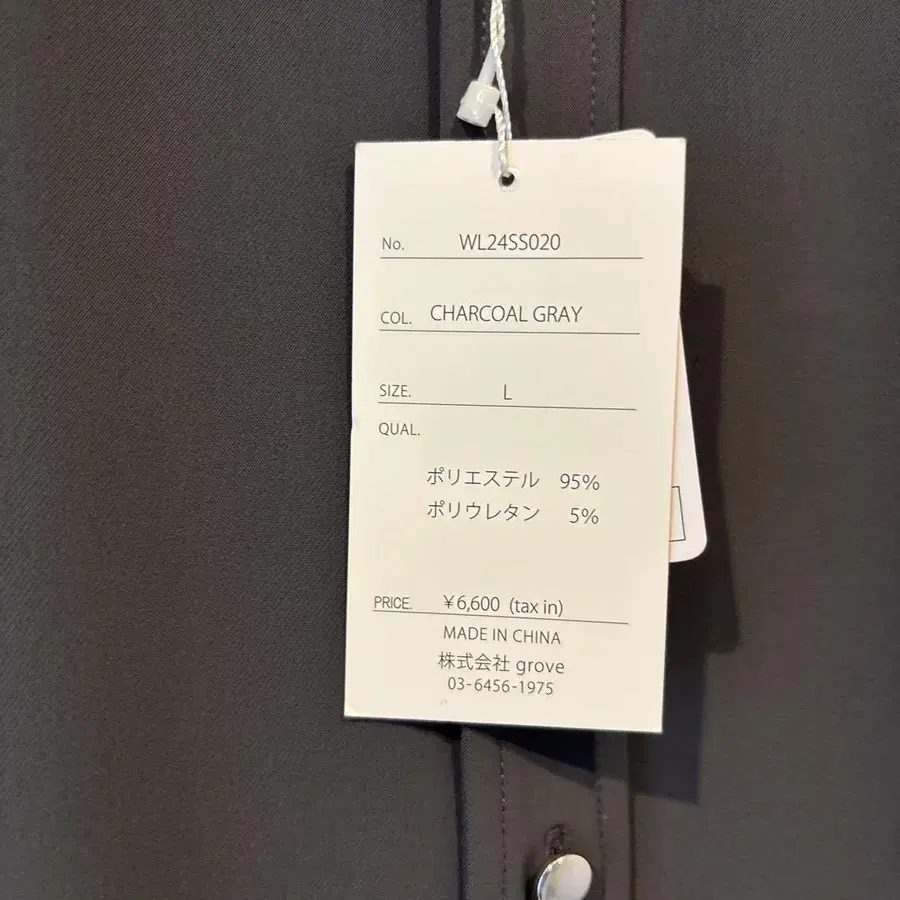 No. WL24SS020
COL. CHARCOAL GRAY
SIZE. L
QUAL.
ポリエステル 95%
ポリウレタン 5%
PRICE. ¥6,600 (tax in)
MADE IN CHINA
株式会社 grove
03-6456-1975